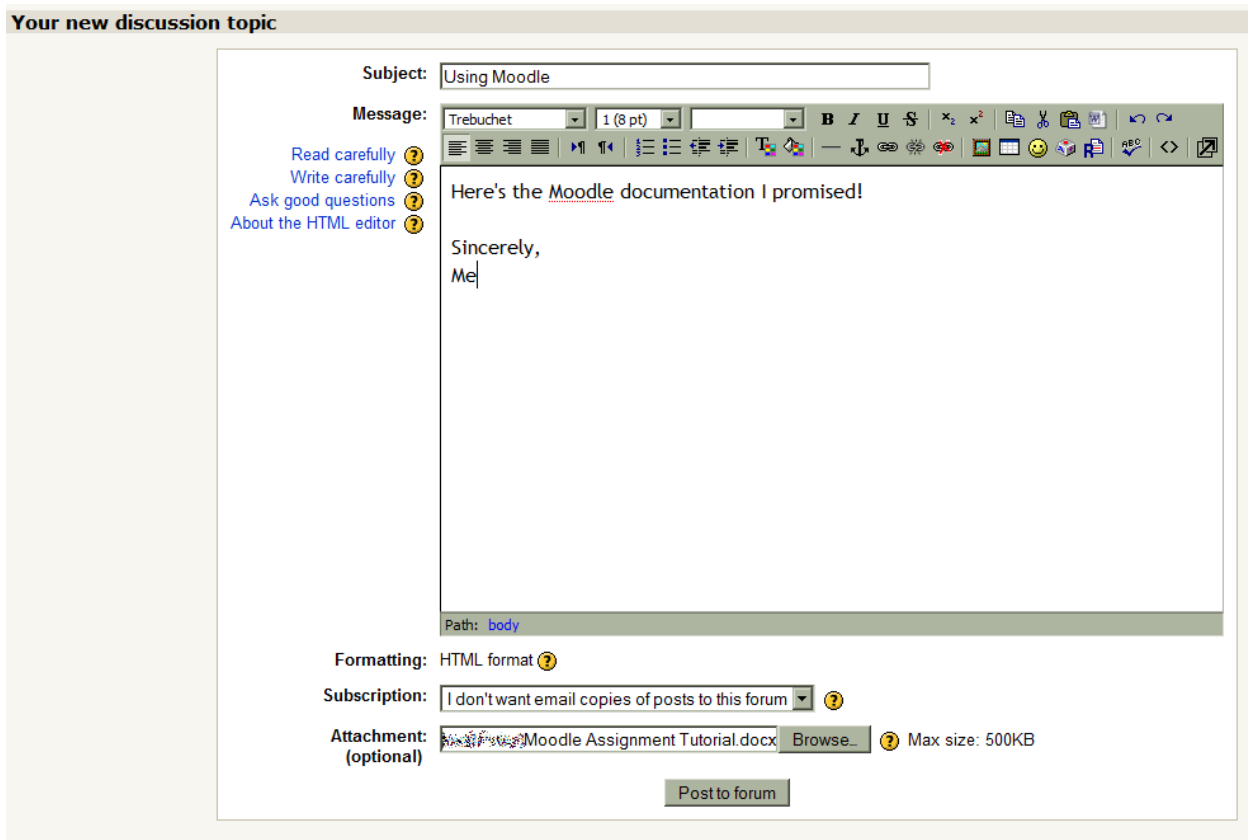 Your new discussion topic
Subject: Using Moodle
Message: Trebuchet 1 (8 pt) B I U S x₂ x²
Read carefully
Write carefully
Ask good questions
About the HTML editor
Here's the Moodle documentation I promised!
Sincerely,
Me
Path: body
Formatting: HTML format
Subscription: I don't want email copies of posts to this forum
Attachment: Moodle Assignment Tutorial.docx Browse... Max size: 500KB
(optional)
Post to forum